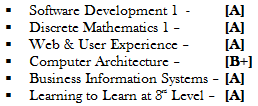 ▪ Software Development 1 - [A]
▪ Discrete Mathematics 1 – [A]
▪ Web & User Experience – [A]
▪ Computer Architecture – [B+]
▪ Business Information Systems – [A]
▪ Learning to Learn at 3rd Level – [A]